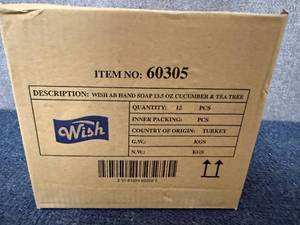 ITEM NO: 60305
DESCRIPTION: WISH AB HAND SOAP 13.5 OZ CUCUMBER & TEA TREE
Wish
QUANTITY: 12 PCS
INNER PACKING: PCS
COUNTRY OF ORIGIN: TURKEY
G.W.: KGS
N.W.: KGS